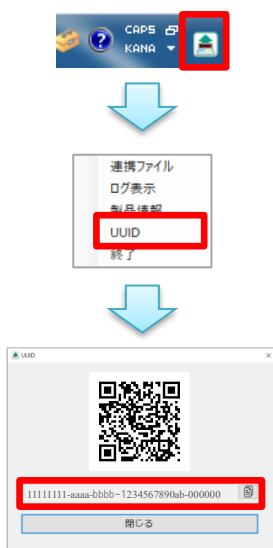 CAPS
KANA
連携ファイル
ログ表示
製品情報
UUID
終了
UUID
11111111-aaaa-bbbb-1234567890ab-000000
閉じる